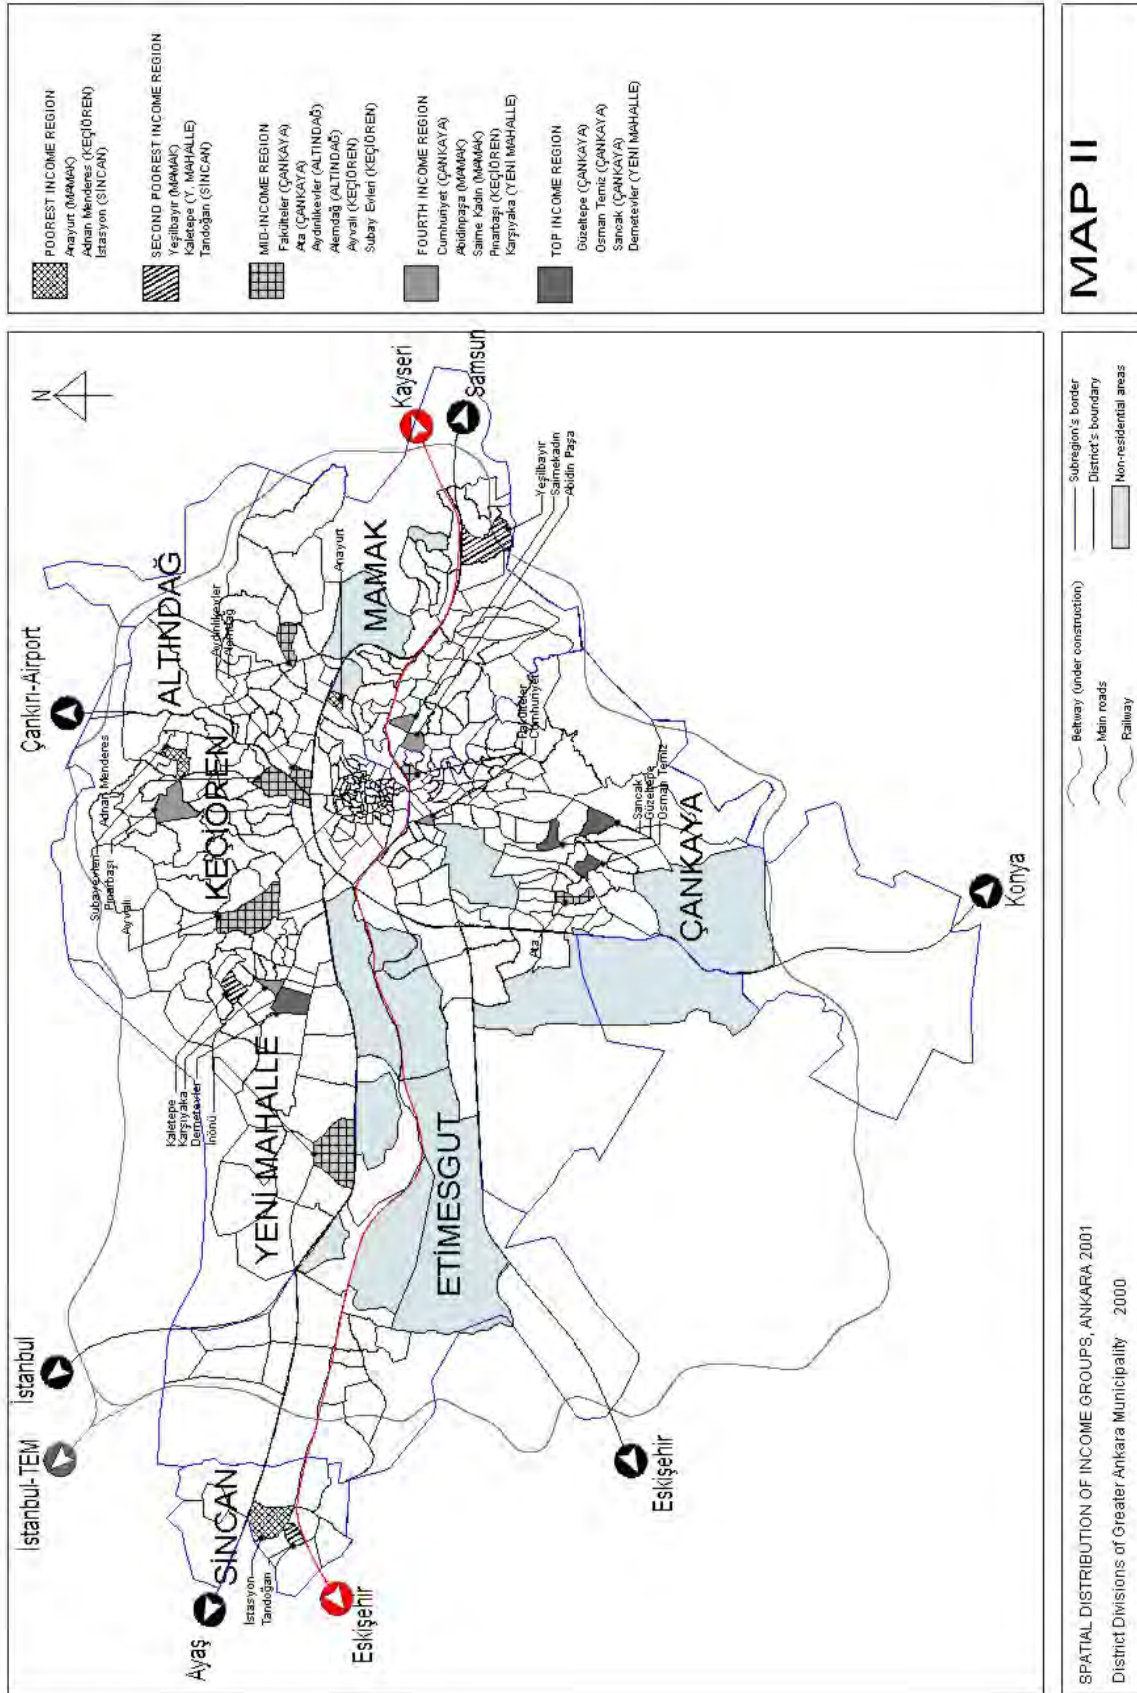 POOREST INCOME REGION
Anayurt (MAMAK)
Adnan Menderes (KEÇİÖREN)
İstasyon (SİNCAN)
SECOND POOREST INCOME REGION
Yeşilbayır (MAMAK)
Kaletepe (Y. MAHALLE)
Tandoğan (SİNCAN)
MID-INCOME REGION
Fakülteler (ÇANKAYA)
Ata (ÇANKAYA)
Aydınlıkevler (ALTINDAĞ)
Alemdağ (ALTINDAĞ)
Ayvalı (KEÇİÖREN)
Subay Evleri (KEÇİÖREN)
FOURTH INCOME REGION
Cumhuriyet (ÇANKAYA)
Abidinpaşa (MAMAK)
Saime Kadın (MAMAK)
Pınarbaşı (KEÇİÖREN)
Karşıyaka (YENİ MAHALLE)
TOP INCOME REGION
Güzeltepe (ÇANKAYA)
Osman Temiz (ÇANKAYA)
Sancak (ÇANKAYA)
Demetevler (YENİ MAHALLE)
MAP II
N
İstanbul-TEM
İstanbul
Çankırı-Airport
Kayseri
Samsun
Ayaş
Eskişehir
Eskişehir
Konya
SİNCAN
YENİ MAHALLE
ETİMESGUT
KEÇİÖREN
ALTINDAĞ
MAMAK
ÇANKAYA
İstasyon
Tandoğan
Kaletepe
Karşıyaka
Demetevler
İnönü
Subayevleri
Pınarbaşı
Ayvalı
Adnan Menderes
Aydınlıkevler
Alemdağ
Anayurt
Yeşilbayır
Saimekadın
Abidin Paşa
Fakülteler
Cumhuriyet
Sancak
Güzeltepe
Osman Temiz
Ata
SPATIAL DISTRIBUTION OF INCOME GROUPS, ANKARA 2001
District Divisions of Greater Ankara Municipality 2000
Beltway (under construction)
Main roads
Railway
Subregion's border
District's boundary
Non-residential areas